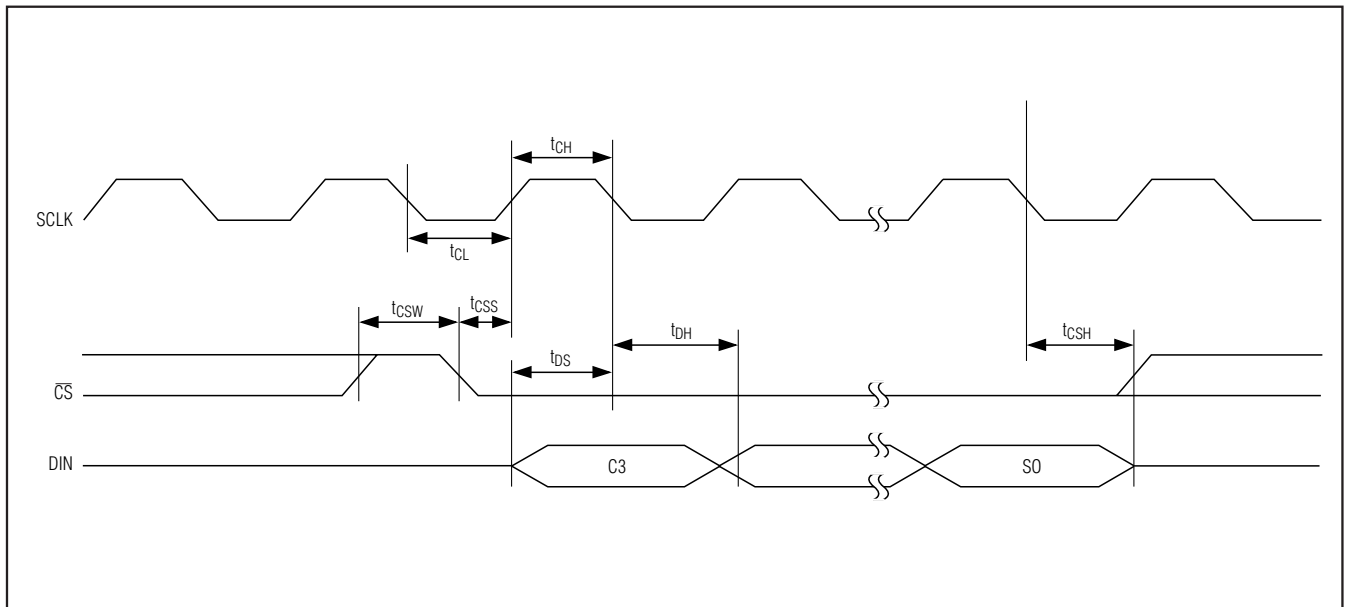 tCH
SCLK
tCL
tCSW
tCSS
tDH
tCSH
tDS
CS
DIN
C3
S0